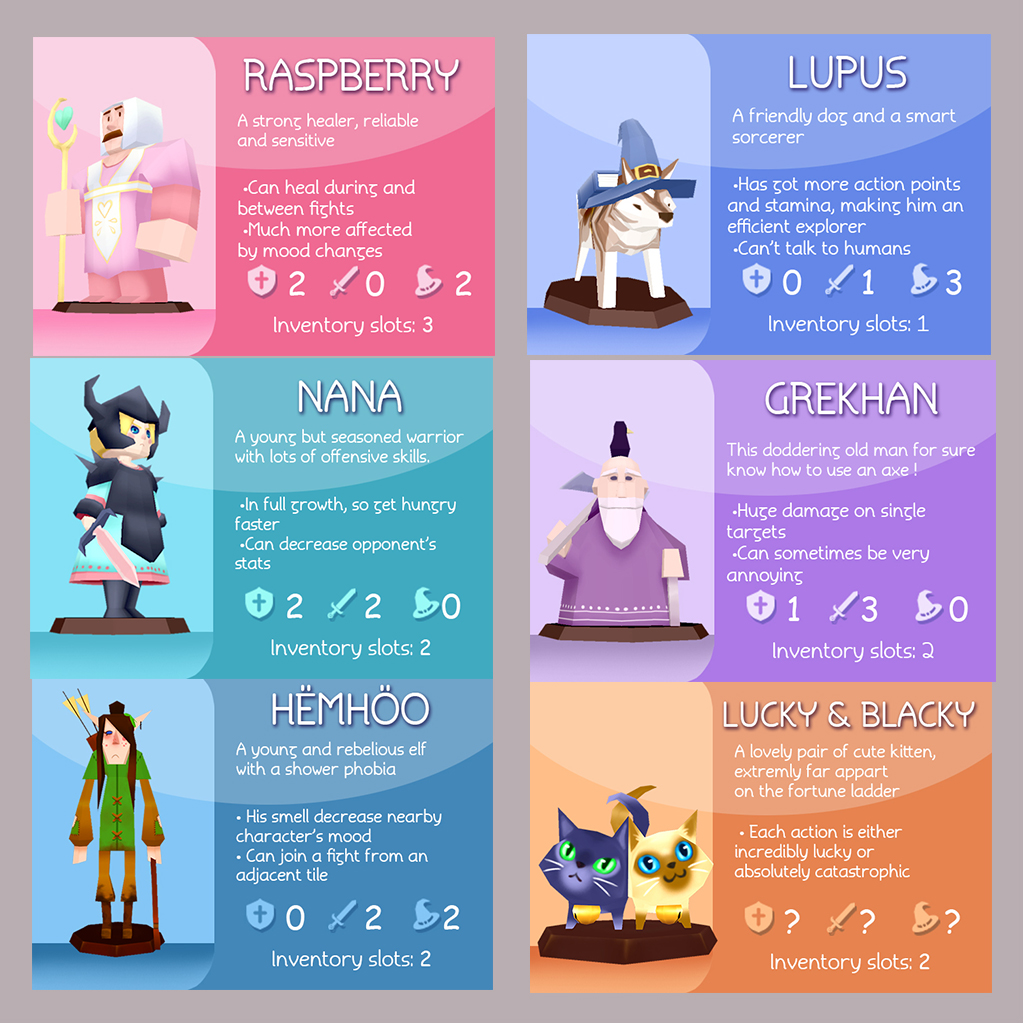 RASPBERRY
A strong healer, reliable
and sensitive
•Can heal during and
between fights
•Much more affected
by mood changes
2 0 2
Inventory slots: 3
LUPUS
A friendly dog and a smart
sorcerer
•Has got more action points
and stamina, making him an
efficient explorer
•Can't talk to humans
0 1 3
Inventory slots: 1
NANA
A young but seasoned warrior
with lots of offensive skills.
•In full growth, so get hungry
faster
•Can decrease opponent's
stats
2 2 0
Inventory slots: 2
GREKHAN
This doddering old man for sure
know how to use an axe !
•Huge damage on single
targets
•Can sometimes be very
annoying
1 3 0
Inventory slots: 2
HËMHÖO
A young and rebelious elf
with a shower phobia
• His smell decrease nearby
character's mood
• Can join a fight from an
adjacent tile
0 2 2
Inventory slots: 2
LUCKY & BLACKY
A lovely pair of cute kitten,
extremly far appart
on the fortune ladder
• Each action is either
incredibly lucky or
absolutely catastrophic
? ? ?
Inventory slots: 2